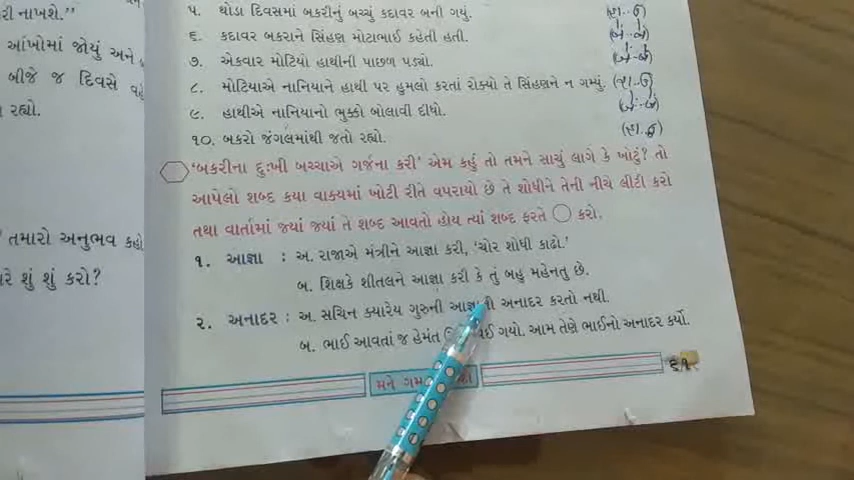 રી નાખશે."
આંખોમાં જોયું અને
બીજે જ દિવસે
રહ્યો.
તમારો અનુભવ કહો
રે શું શું કરો?
૫. થોડા દિવસમાં બકરીનું બચ્ચું કદાવર બની ગયું.
૬. કદાવર બકરાને સિંહણ મોટાભાઈ કહેતી હતી.
૭. એકવાર મોટિયો હાથીની પાછળ પડ્યો.
૮. મોટિયાએ નાનિયાને હાથી પર હુમલો કરતાં રોક્યો તે સિંહણને ન ગમ્યું.
૯. હાથીએ નાનિયાનો ભુક્કો બોલાવી દીધો.
૧૦. બકરો જંગલમાંથી જતો રહ્યો.
'બકરીના દુઃખી બચ્ચાએ ગર્જના કરી' એમ કહું તો તમને સાચું લાગે કે ખોટું? તો
આપેલો શબ્દ કયા વાક્યમાં ખોટી રીતે વપરાયો છે તે શોધીને તેની નીચે લીટી કરો
તથા વાર્તામાં જ્યાં જ્યાં તે શબ્દ આવતો હોય ત્યાં શબ્દ ફરતે ◯ કરો.
૧. આજ્ઞા : અ. રાજાએ મંત્રીને આજ્ઞા કરી, 'ચોર શોધી કાઢો.'
બ. શિક્ષકે શીતલને આજ્ઞા કરી કે તું બહુ મહેનતુ છે.
૨. અનાદર : અ. સચિન ક્યારેય ગુરુની આજ્ઞાનો અનાદર કરતો નથી.
બ. ભાઈ આવતાં જ હેમંત ગયો. આમ તેણે ભાઈનો અનાદર કર્યો.
મને
૬૧